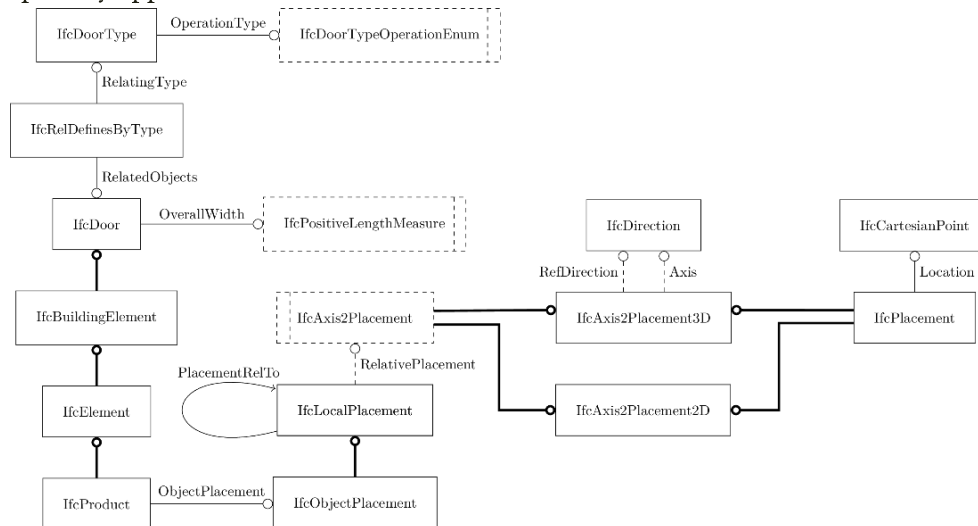 IfcDoorType
OperationType
IfcDoorTypeOperationEnum
RelatingType
IfcRelDefinesByType
RelatedObjects
IfcDoor
OverallWidth
IfcPositiveLengthMeasure
IfcDirection
IfcCartesianPoint
RefDirection
Axis
Location
IfcBuildingElement
IfcAxis2Placement
IfcAxis2Placement3D
IfcPlacement
RelativePlacement
PlacementRelTo
IfcElement
IfcLocalPlacement
IfcAxis2Placement2D
IfcProduct
ObjectPlacement
IfcObjectPlacement